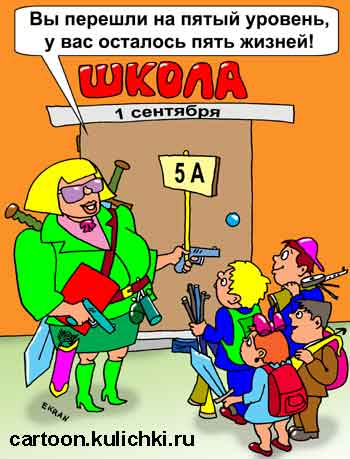 Вы перешли на пятый уровень,
у вас осталось пять жизней!
ШКОЛА
1 сентября
5 А
EKRAN
cartoon.kulichki.ru